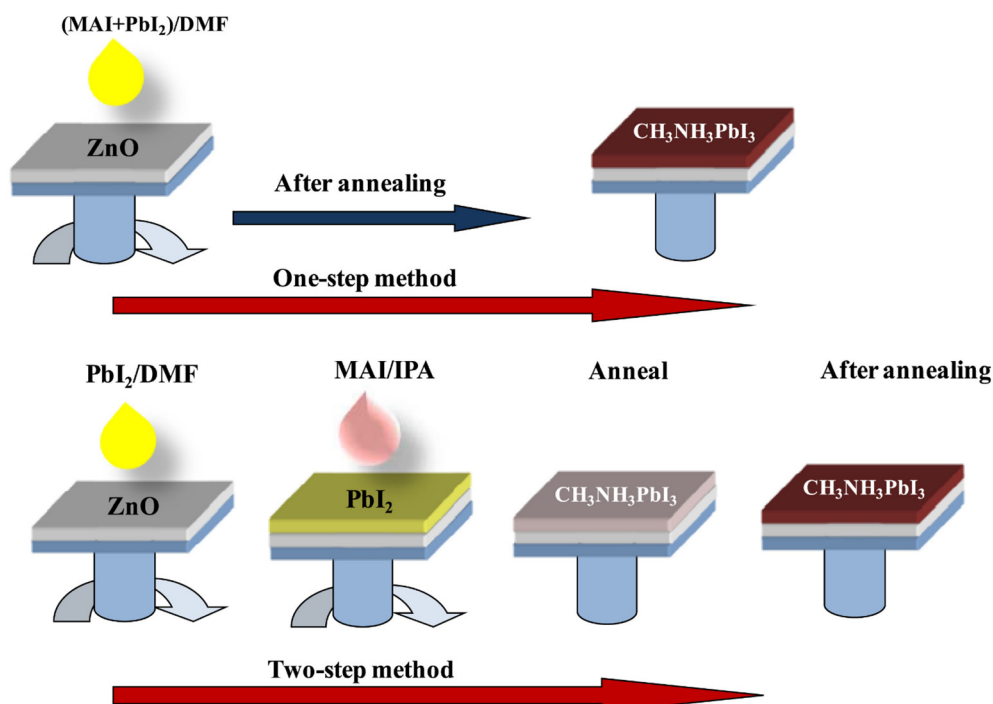 (MAI+PbI₂)/DMF
ZnO
CH₃NH₃PbI₃
After annealing
One-step method
PbI₂/DMF
MAI/IPA
Anneal
After annealing
ZnO
PbI₂
CH₃NH₃PbI₃
CH₃NH₃PbI₃
Two-step method